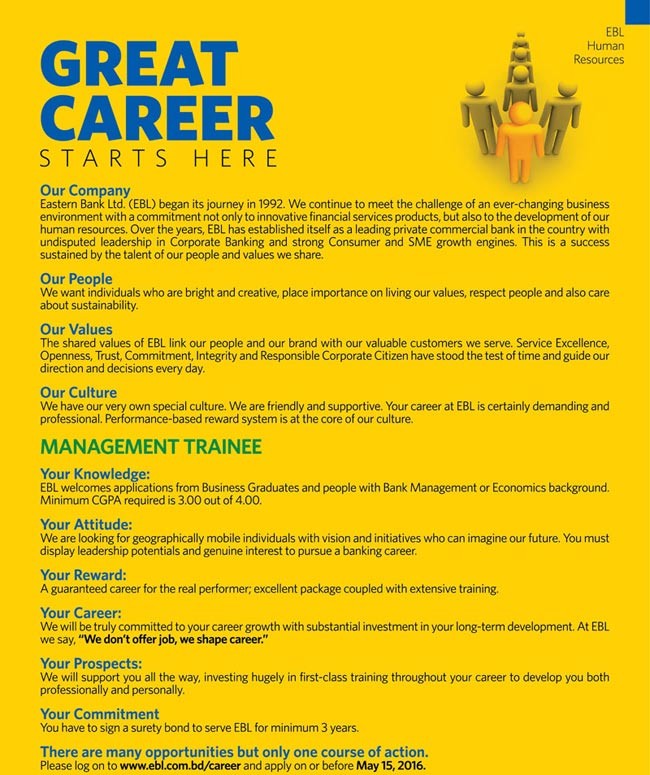 GREAT
CAREER
STARTS HERE
EBL
Human
Resources
Our Company
Eastern Bank Ltd. (EBL) began its journey in 1992. We continue to meet the challenge of an ever-changing business
environment with a commitment not only to innovative financial services products, but also to the development of our
human resources. Over the years, EBL has established itself as a leading private commercial bank in the country with
undisputed leadership in Corporate Banking and strong Consumer and SME growth engines. This is a success
sustained by the talent of our people and values we share.
Our People
We want individuals who are bright and creative, place importance on living our values, respect people and also care
about sustainability.
Our Values
The shared values of EBL link our people and our brand with our valuable customers we serve. Service Excellence,
Openness, Trust, Commitment, Integrity and Responsible Corporate Citizen have stood the test of time and guide our
direction and decisions every day.
Our Culture
We have our very own special culture. We are friendly and supportive. Your career at EBL is certainly demanding and
professional. Performance-based reward system is at the core of our culture.
MANAGEMENT TRAINEE
Your Knowledge:
EBL welcomes applications from Business Graduates and people with Bank Management or Economics background.
Minimum CGPA required is 3.00 out of 4.00.
Your Attitude:
We are looking for geographically mobile individuals with vision and initiatives who can imagine our future. You must
display leadership potentials and genuine interest to pursue a banking career.
Your Reward:
A guaranteed career for the real performer; excellent package coupled with extensive training.
Your Career:
We will be truly committed to your career growth with substantial investment in your long-term development. At EBL
we say, “We don’t offer job, we shape career.”
Your Prospects:
We will support you all the way, investing hugely in first-class training throughout your career to develop you both
professionally and personally.
Your Commitment
You have to sign a surety bond to serve EBL for minimum 3 years.
There are many opportunities but only one course of action.
Please log on to www.ebl.com.bd/career and apply on or before May 15, 2016.